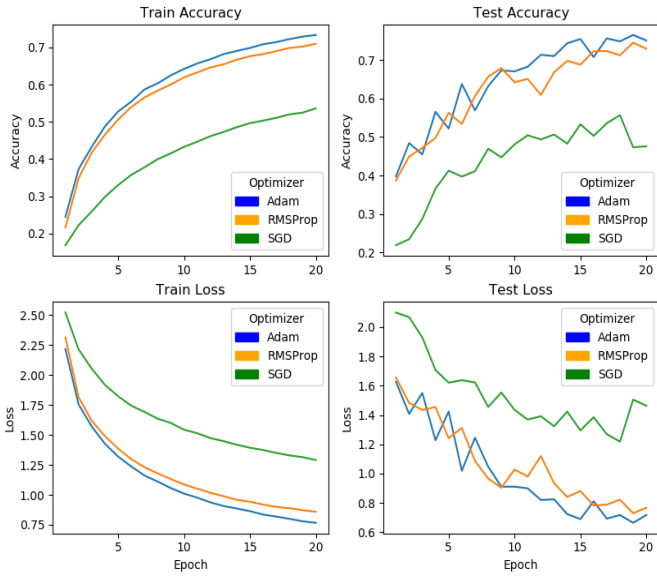 Train Accuracy
Accuracy
0.7
0.6
0.5
0.4
0.3
0.2
5
10
15
20
Optimizer
Adam
RMSProp
SGD
Test Accuracy
Accuracy
0.7
0.6
0.5
0.4
0.3
0.2
5
10
15
20
Optimizer
Adam
RMSProp
SGD
Train Loss
Loss
2.50
2.25
2.00
1.75
1.50
1.25
1.00
0.75
5
10
15
20
Epoch
Optimizer
Adam
RMSProp
SGD
Test Loss
Loss
2.0
1.8
1.6
1.4
1.2
1.0
0.8
0.6
5
10
15
20
Epoch
Optimizer
Adam
RMSProp
SGD